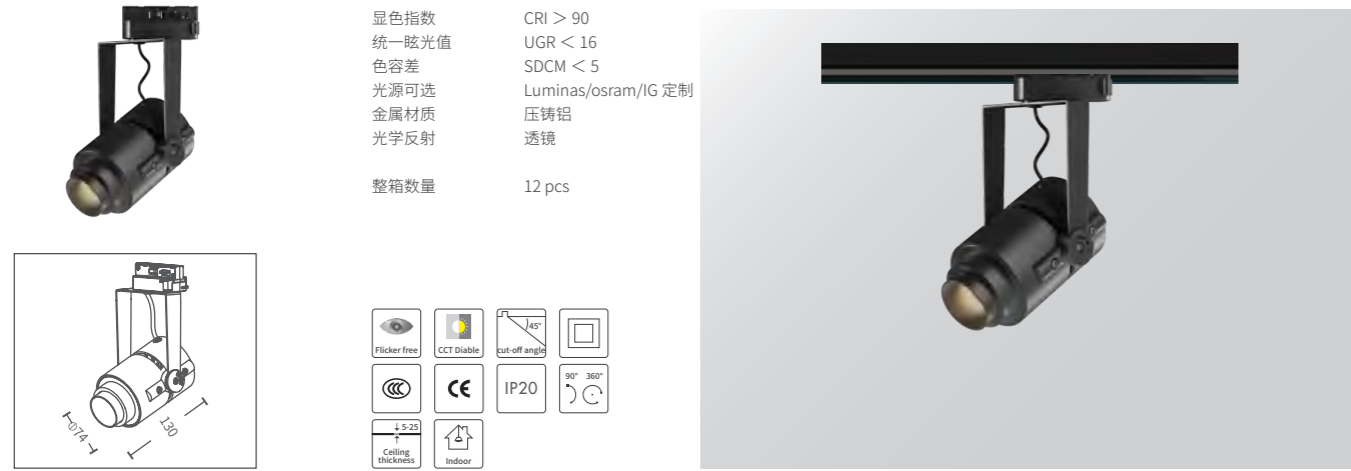 显色指数 CRI > 90
统一眩光值 UGR < 16
色容差 SDCM < 5
光源可选 Luminas/osram/IG 定制
金属材质 压铸铝
光学反射 透镜
整箱数量 12 pcs
Ø74
130
Flicker free
CCT Diable
45°
cut-off angle
CCC
CE
IP20
90° 360°
5-25
Ceiling
thickness
Indoor